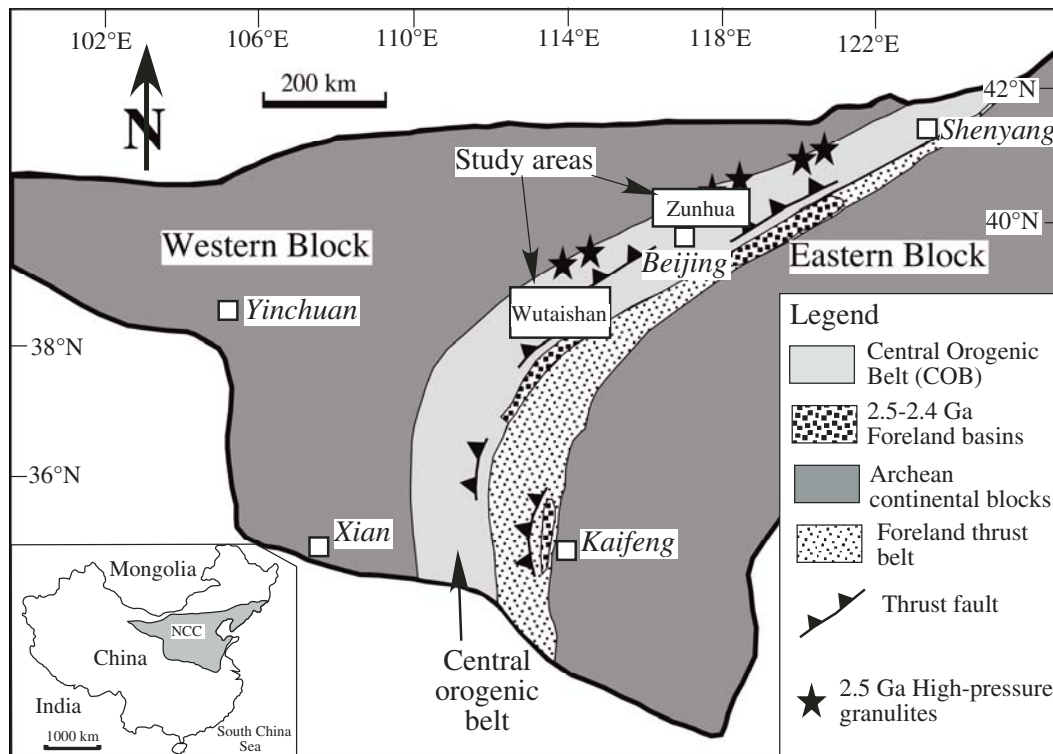 102°E 106°E 110°E 114°E 118°E 122°E
200 km
N
42°N
Shenyang
Study areas
Zunhua
40°N
Western Block
Beijing
Eastern Block
Yinchuan
Wutaishan
38°N
36°N
Xian
Kaifeng
Central
orogenic
belt
Legend
Central Orogenic
Belt (COB)
2.5-2.4 Ga
Foreland basins
Archean
continental blocks
Foreland thrust
belt
Thrust fault
2.5 Ga High-pressure
granulites
Mongolia
NCC
China
India
South China
Sea
1000 km